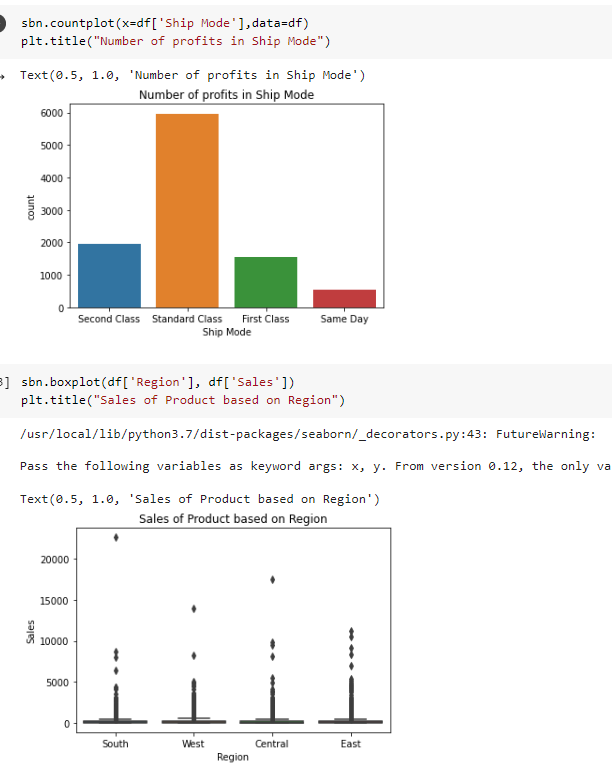 sbn.countplot(x=df['Ship Mode'],data=df)
plt.title("Number of profits in Ship Mode")
Text(0.5, 1.0, 'Number of profits in Ship Mode')
Number of profits in Ship Mode
6000
5000
4000
3000
2000
1000
0
count
Second Class Standard Class First Class Same Day
Ship Mode
3] sbn.boxplot(df['Region'], df['Sales'])
plt.title("Sales of Product based on Region")
/usr/local/lib/python3.7/dist-packages/seaborn/_decorators.py:43: FutureWarning:
Pass the following variables as keyword args: x, y. From version 0.12, the only va
Text(0.5, 1.0, 'Sales of Product based on Region')
Sales of Product based on Region
20000
15000
10000
5000
0
Sales
South West Central East
Region